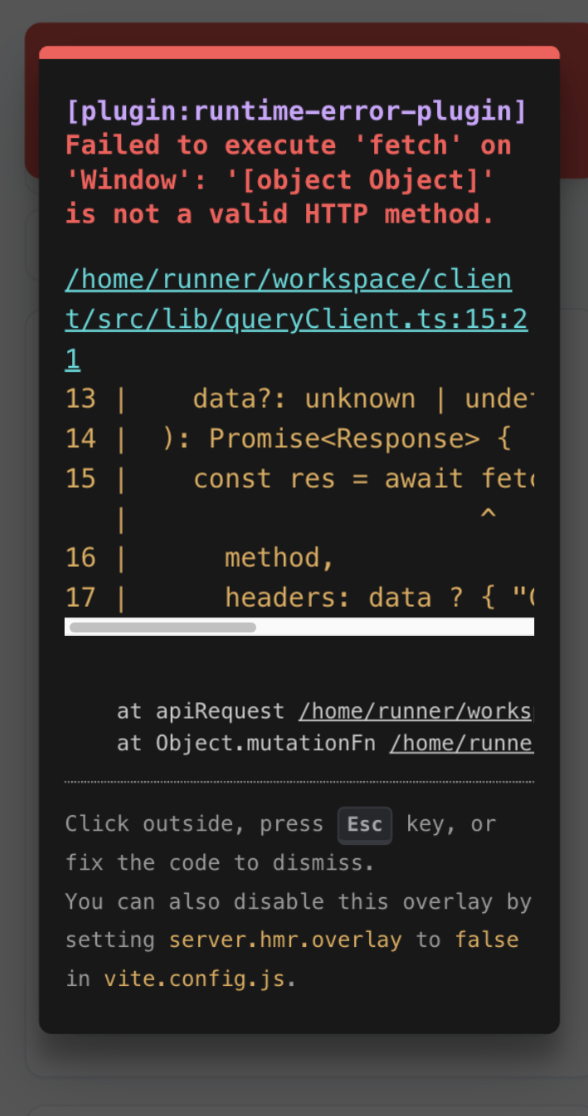 [plugin:runtime-error-plugin]
Failed to execute 'fetch' on
'Window': '[object Object]'
is not a valid HTTP method.
/home/runner/workspace/clien
t/src/lib/queryClient.ts:15:2
1
13 |    data?: unknown |
14 |  ): Promise<Response> {
15 |    const res = await
   |                      ^
16 |      method,
17 |      headers: data ? {
at apiRequest /home/runner/works
at Object.mutationFn /home/runne
Click outside, press Esc key, or
fix the code to dismiss.
You can also disable this overlay by
setting server.hmr.overlay to false
in vite.config.js.